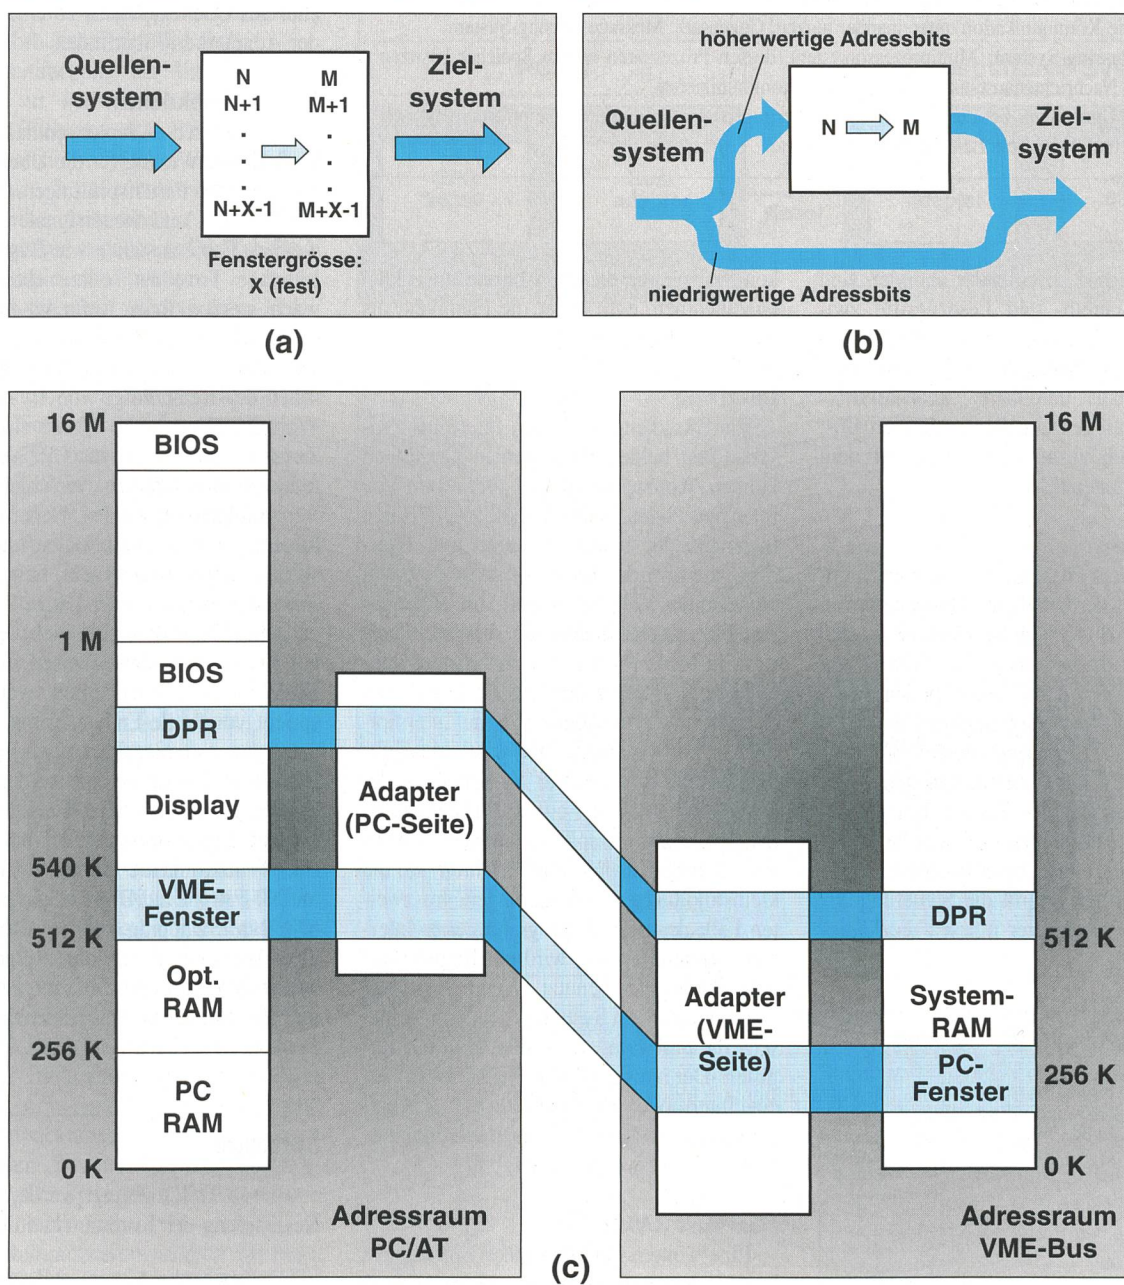 Quellen-
system
N
N+1
.
.
.
N+X-1
M
M+1
.
.
.
M+X-1
Ziel-
system
Fenstergrösse:
X (fest)
(a)
höherwertige Adressbits
Quellen-
system
N
M
Ziel-
system
niedrigwertige Adressbits
(b)
16 M
BIOS
1 M
BIOS
DPR
Display
540 K
VME-
Fenster
512 K
Opt.
RAM
256 K
PC
RAM
0 K
Adapter
(PC-Seite)
Adressraum
PC/AT
16 M
DPR
512 K
Adapter
(VME-
Seite)
System-
RAM
PC-
Fenster
256 K
0 K
Adressraum
VME-Bus
(c)